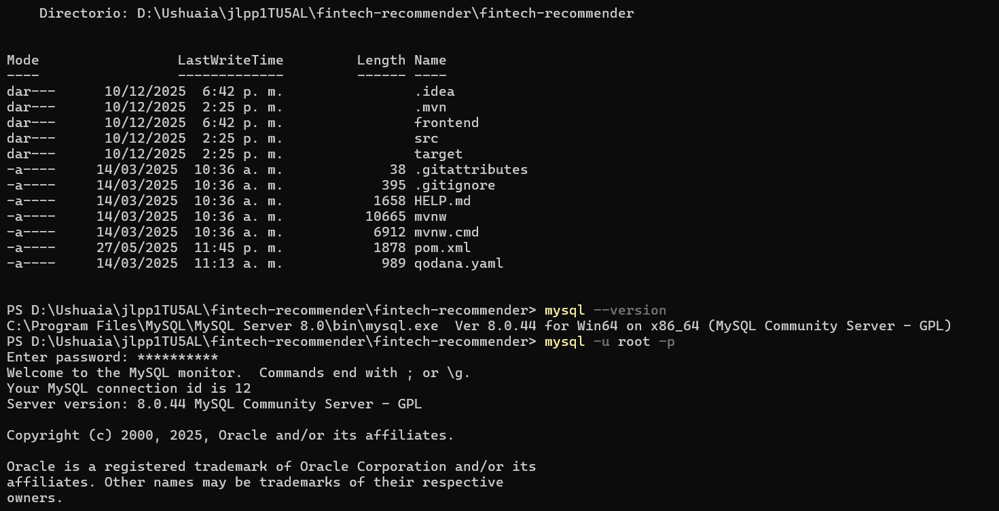 Directorio: D:\Ushuaia\jlpp1TU5AL\fintech-recommender\fintech-recommender
Mode                 LastWriteTime         Length Name
----                 -------------         ------ ----
dar---      10/12/2025  6:42 p. m.                .idea
dar---      10/12/2025  2:25 p. m.                .mvn
dar---      10/12/2025  6:42 p. m.                frontend
dar---      10/12/2025  2:25 p. m.                src
dar---      10/12/2025  2:25 p. m.                target
-a----     14/03/2025  10:36 a. m.             38 .gitattributes
-a----     14/03/2025  10:36 a. m.            395 .gitignore
-a----     14/03/2025  10:36 a. m.           1658 HELP.md
-a----     14/03/2025  10:36 a. m.          10665 mvnw
-a----     14/03/2025  10:36 a. m.           6912 mvnw.cmd
-a----     27/05/2025  11:45 p. m.           1878 pom.xml
-a----     14/03/2025  11:13 a. m.            989 qodana.yaml
PS D:\Ushuaia\jlpp1TU5AL\fintech-recommender\fintech-recommender> mysql --version
C:\Program Files\MySQL\MySQL Server 8.0\bin\mysql.exe  Ver 8.0.44 for Win64 on x86_64 (MySQL Community Server - GPL)
PS D:\Ushuaia\jlpp1TU5AL\fintech-recommender\fintech-recommender> mysql -u root -p
Enter password: **********
Welcome to the MySQL monitor.  Commands end with ; or \g.
Your MySQL connection id is 12
Server version: 8.0.44 MySQL Community Server - GPL
Copyright (c) 2000, 2025, Oracle and/or its affiliates.
Oracle is a registered trademark of Oracle Corporation and/or its
affiliates. Other names may be trademarks of their respective
owners.